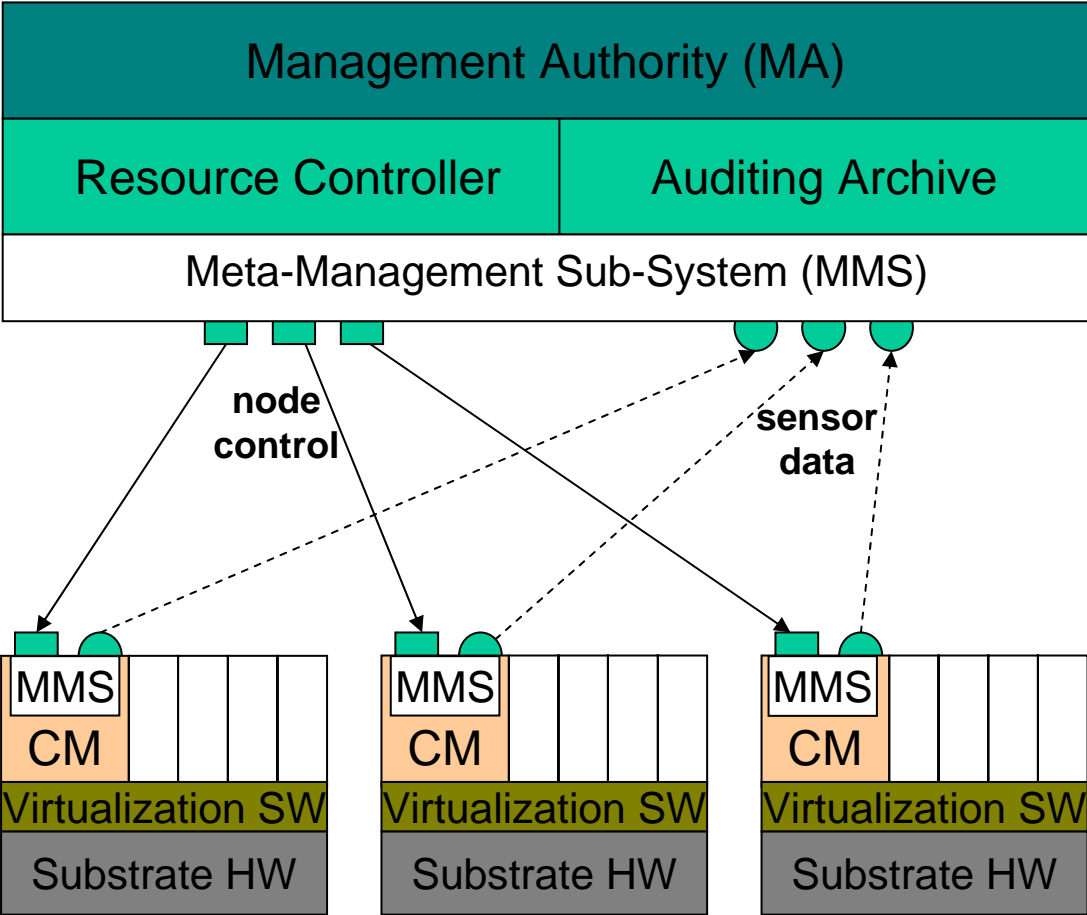 Management Authority (MA)
Resource Controller
Auditing Archive
Meta-Management Sub-System (MMS)
node
control
sensor
data
MMS
CM
Virtualization SW
Substrate HW
MMS
CM
Virtualization SW
Substrate HW
MMS
CM
Virtualization SW
Substrate HW